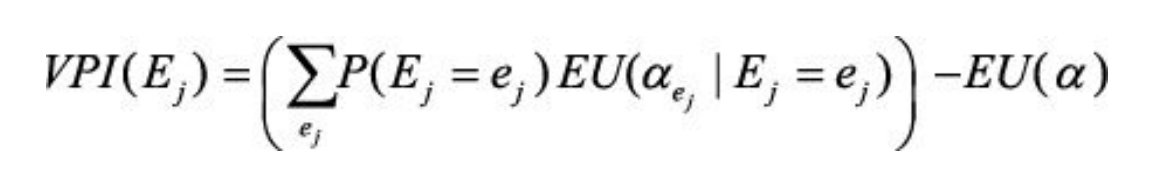 VPI(E_j) = ( ∑_{e_j} P(E_j = e_j) EU(α_{e_j} | E_j = e_j) ) − EU(α)